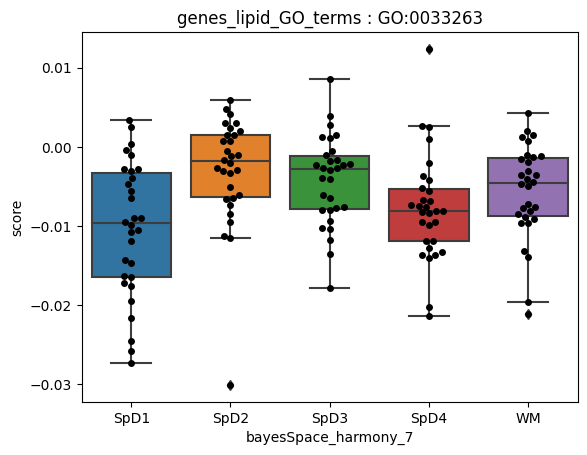 genes_lipid_GO_terms : GO:0033263
0.01
0.00
−0.01
−0.02
−0.03
score
SpD1 SpD2 SpD3 SpD4 WM
bayesSpace_harmony_7